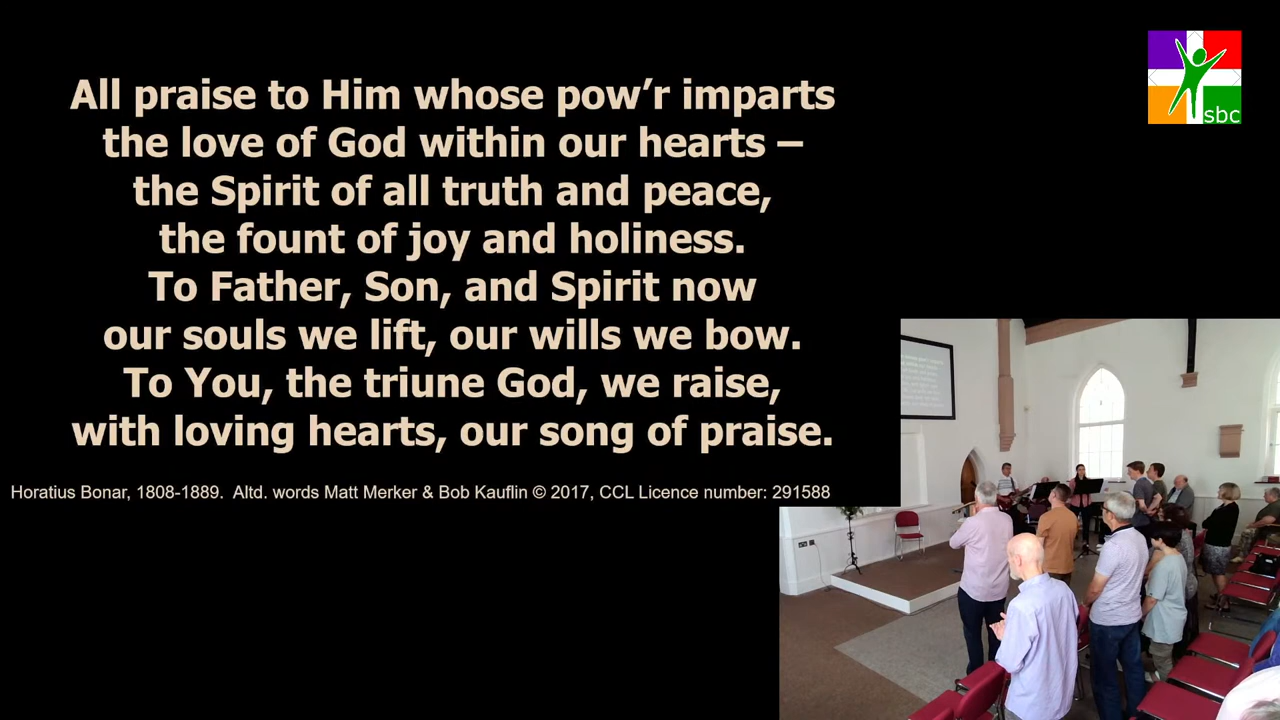 All praise to Him whose pow’r imparts
the love of God within our hearts –
the Spirit of all truth and peace,
the fount of joy and holiness.
To Father, Son, and Spirit now
our souls we lift, our wills we bow.
To You, the triune God, we raise,
with loving hearts, our song of praise.
Horatius Bonar, 1808-1889.  Altd. words Matt Merker & Bob Kauflin © 2017, CCL Licence number: 291588
sbc